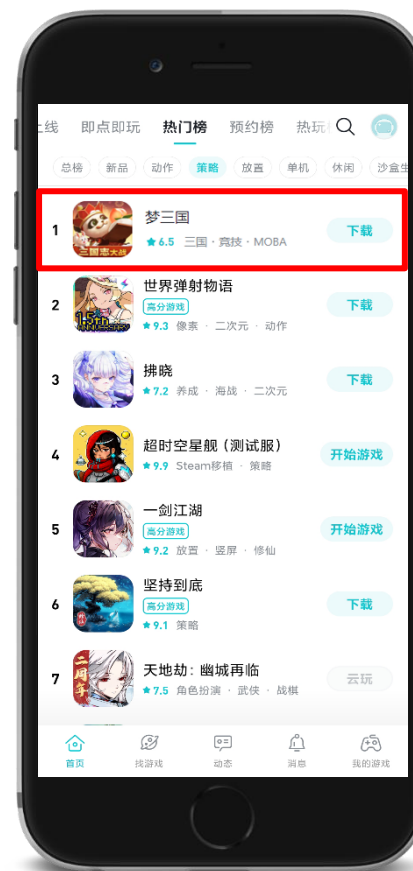 上线 即点即玩 热门榜 预约榜 热玩
总榜 新品 动作 策略 放置 单机 休闲 沙盒生
1 梦三国
6.5 三国 · 竞技 · MOBA
下载
三国志大战
2 世界弹射物语
高分游戏
9.3 像素 · 二次元 · 动作
下载
1.5th
ANNIVERSARY
3 拂晓
7.2 养成 · 海战 · 二次元
下载
4 超时空星舰（测试服）
9.9 Steam移植 · 策略
开始游戏
5 一剑江湖
高分游戏
9.2 放置 · 竖屏 · 修仙
开始游戏
6 坚持到底
高分游戏
9.1 策略
下载
7 天地劫：幽城再临
7.5 角色扮演 · 武侠 · 战棋
云玩
二周年
首页 找游戏 动态 消息 我的游戏